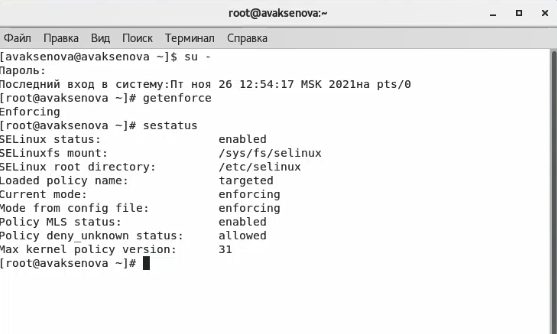 root@avaksenova:~
Файл Правка Вид Поиск Терминал Справка
[avaksenova@avaksenova ~]$ su -
Пароль:
Последний вход в систему:Пт ноя 26 12:54:17 MSK 2021на pts/0
[root@avaksenova ~]# getenforce
Enforcing
[root@avaksenova ~]# sestatus
SELinux status: enabled
SELinuxfs mount: /sys/fs/selinux
SELinux root directory: /etc/selinux
Loaded policy name: targeted
Current mode: enforcing
Mode from config file: enforcing
Policy MLS status: enabled
Policy deny_unknown status: allowed
Max kernel policy version: 31
[root@avaksenova ~]#